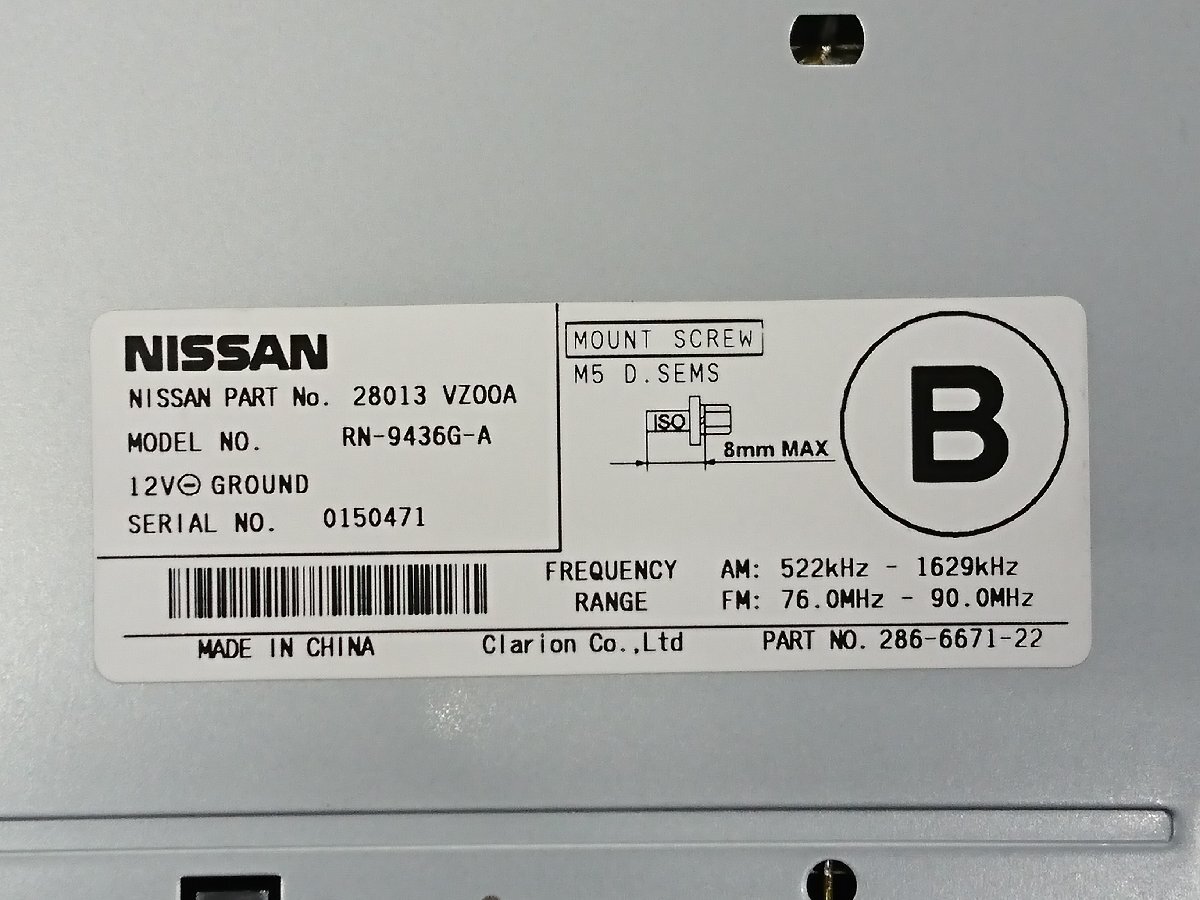 NISSAN
NISSAN PART No. 28013 VZ00A
MODEL NO. RN-9436G-A
12V⊖ GROUND
SERIAL NO. 0150471
MOUNT SCREW
M5 D.SEMS
ISO
8mm MAX
B
FREQUENCY RANGE
AM: 522kHz - 1629kHz
FM: 76.0MHz - 90.0MHz
MADE IN CHINA
Clarion Co.,Ltd
PART NO. 286-6671-22